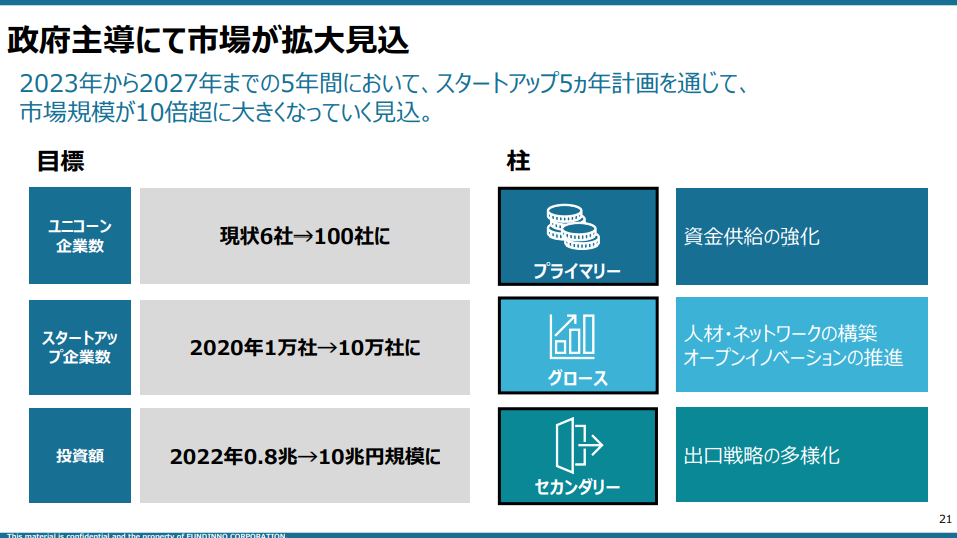 政府主導にて市場が拡大見込
2023年から2027年までの5年間において、スタートアップ5ヵ年計画を通じて、
市場規模が10倍超に大きくなっていく見込。
目標
ユニコーン
企業数
現状6社→100社に
スタートアッ
プ企業数
2020年1万社→10万社に
投資額
2022年0.8兆→10兆円規模に
柱
プライマリー
資金供給の強化
グロース
人材・ネットワークの構築
オープンイノベーションの推進
セカンダリー
出口戦略の多様化
21
This material is confidential and the property of FUNDINNO CORPORATION.